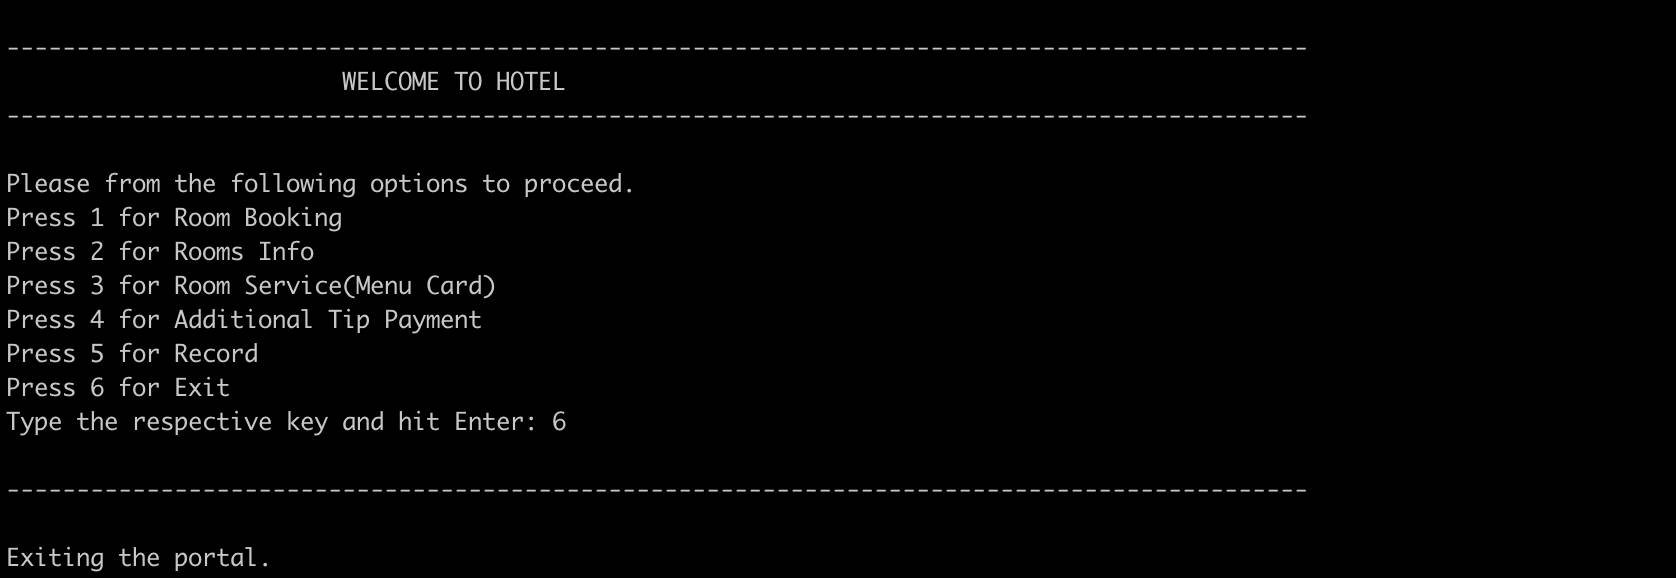 ---------------------------------------------------------------------------------------------
WELCOME TO HOTEL
---------------------------------------------------------------------------------------------
Please from the following options to proceed.
Press 1 for Room Booking
Press 2 for Rooms Info
Press 3 for Room Service(Menu Card)
Press 4 for Additional Tip Payment
Press 5 for Record
Press 6 for Exit
Type the respective key and hit Enter: 6
---------------------------------------------------------------------------------------------
Exiting the portal.